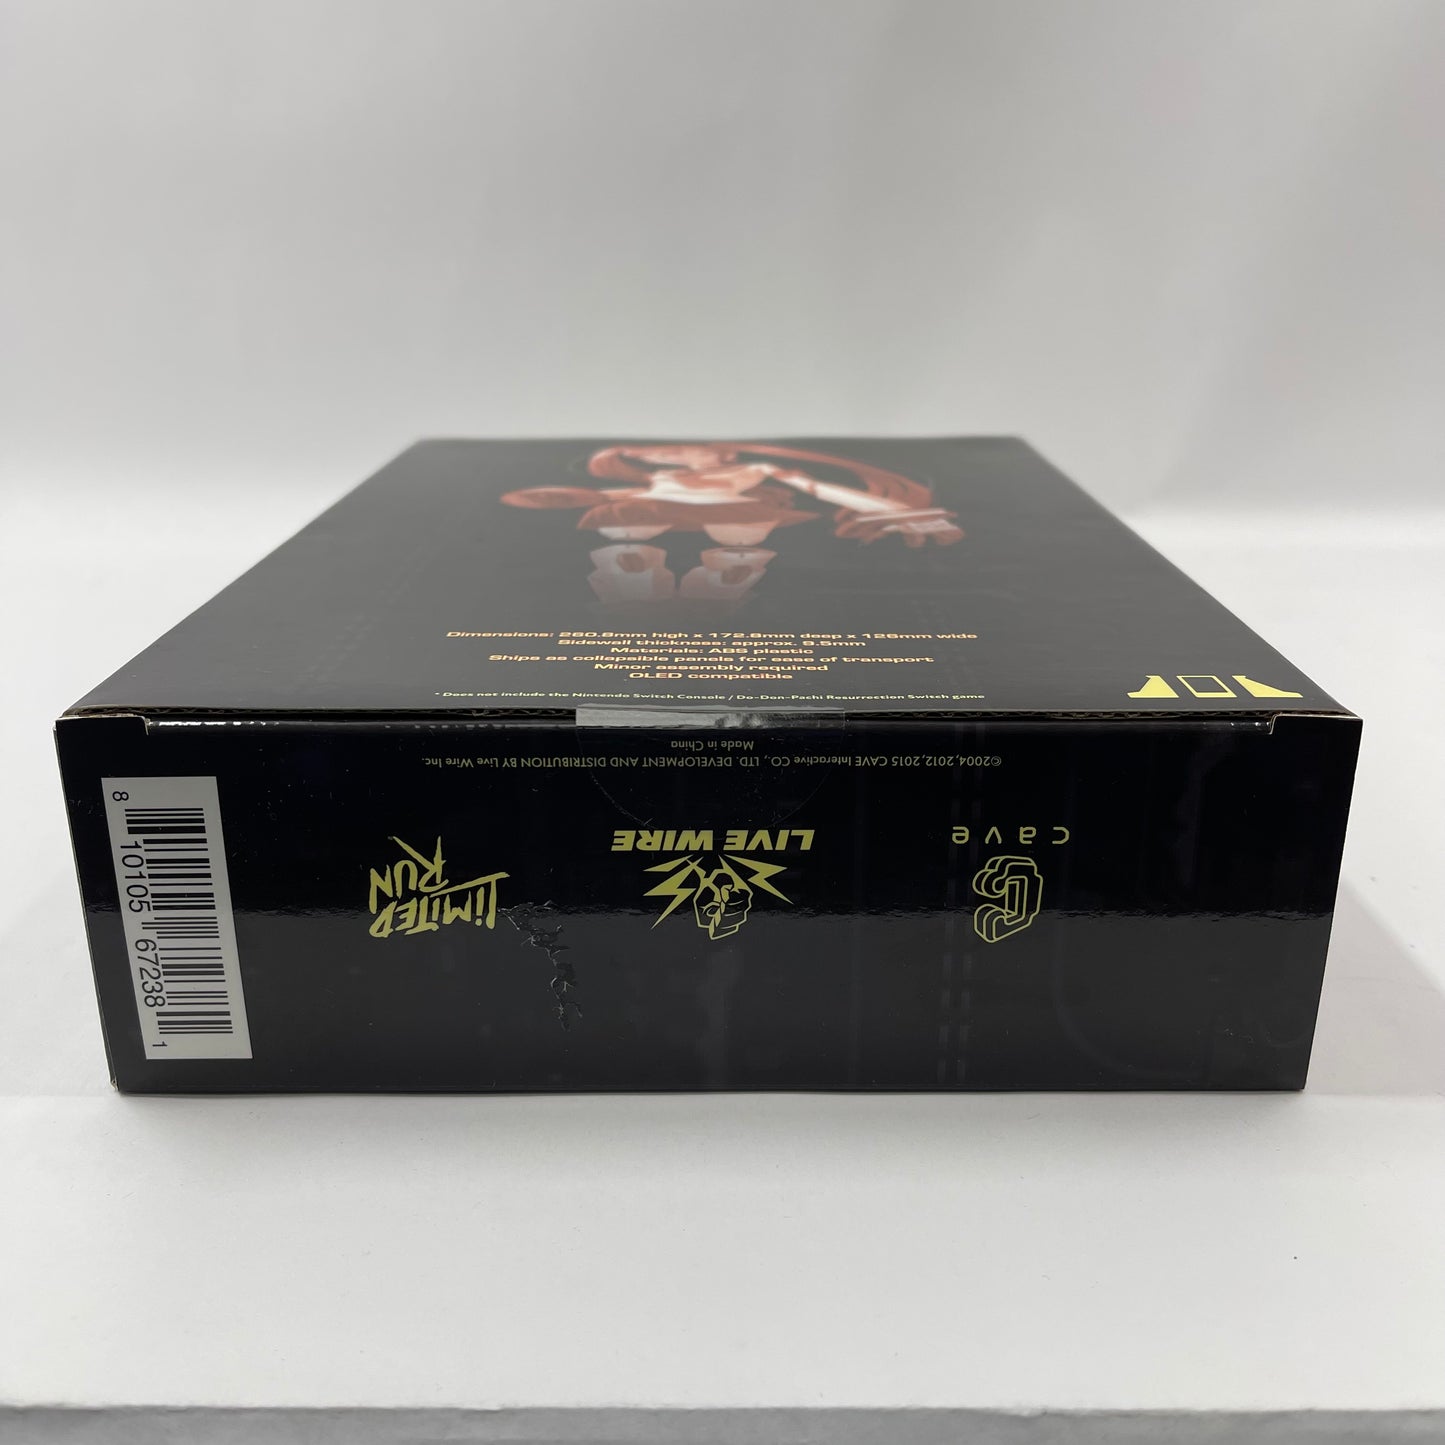 Dimensions: 260.8mm high x 172.8mm deep x 126mm wide
Sidewall thickness: approx. 9.5mm
Materials: ABS plastic
Ships as collapsible panels for ease of transport
Minor assembly required
OLED compatible
* Does not include the Nintendo Switch Console / Do-Don-Pachi Resurrection Switch game
©2004, 2012, 2015 CAVE Interactive CO., LTD. DEVELOPMENT AND DISTRIBUTION BY Live Wire Inc.
Made in China
cave
LIVE WIRE
LIMITED
RUN
8 10105 67238 1